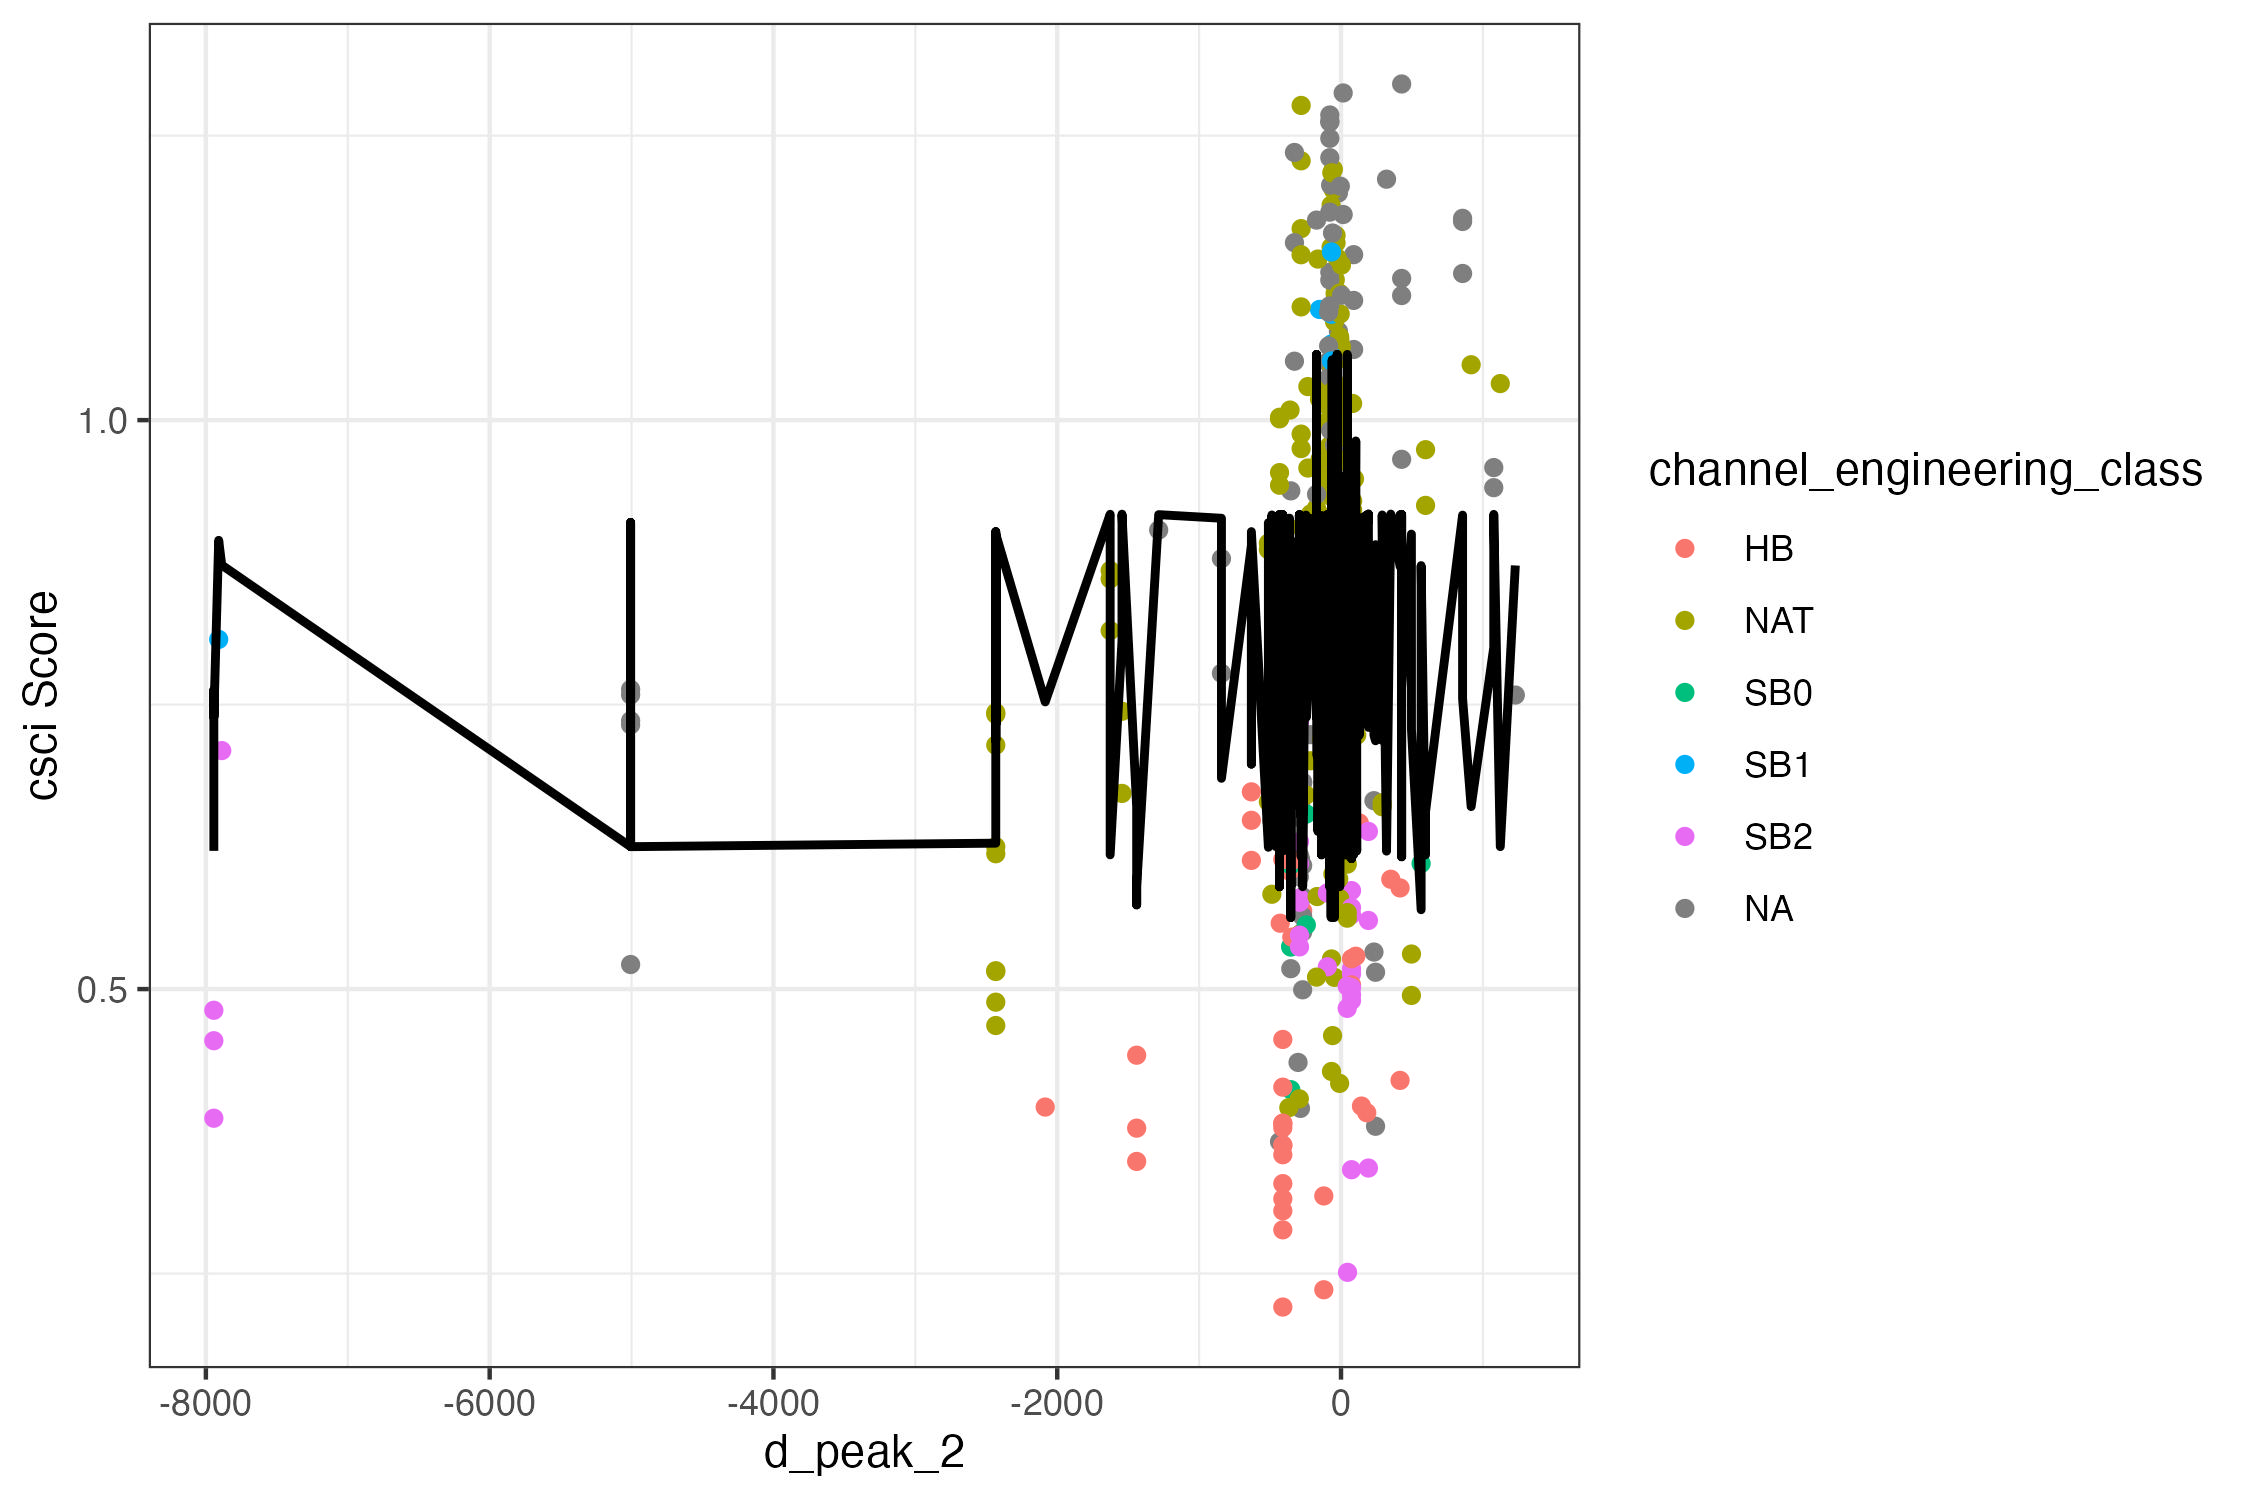 1.0
0.5
csci Score
-8000
-6000
-4000
-2000
0
d_peak_2
channel_engineering_class
HB
NAT
SB0
SB1
SB2
NA